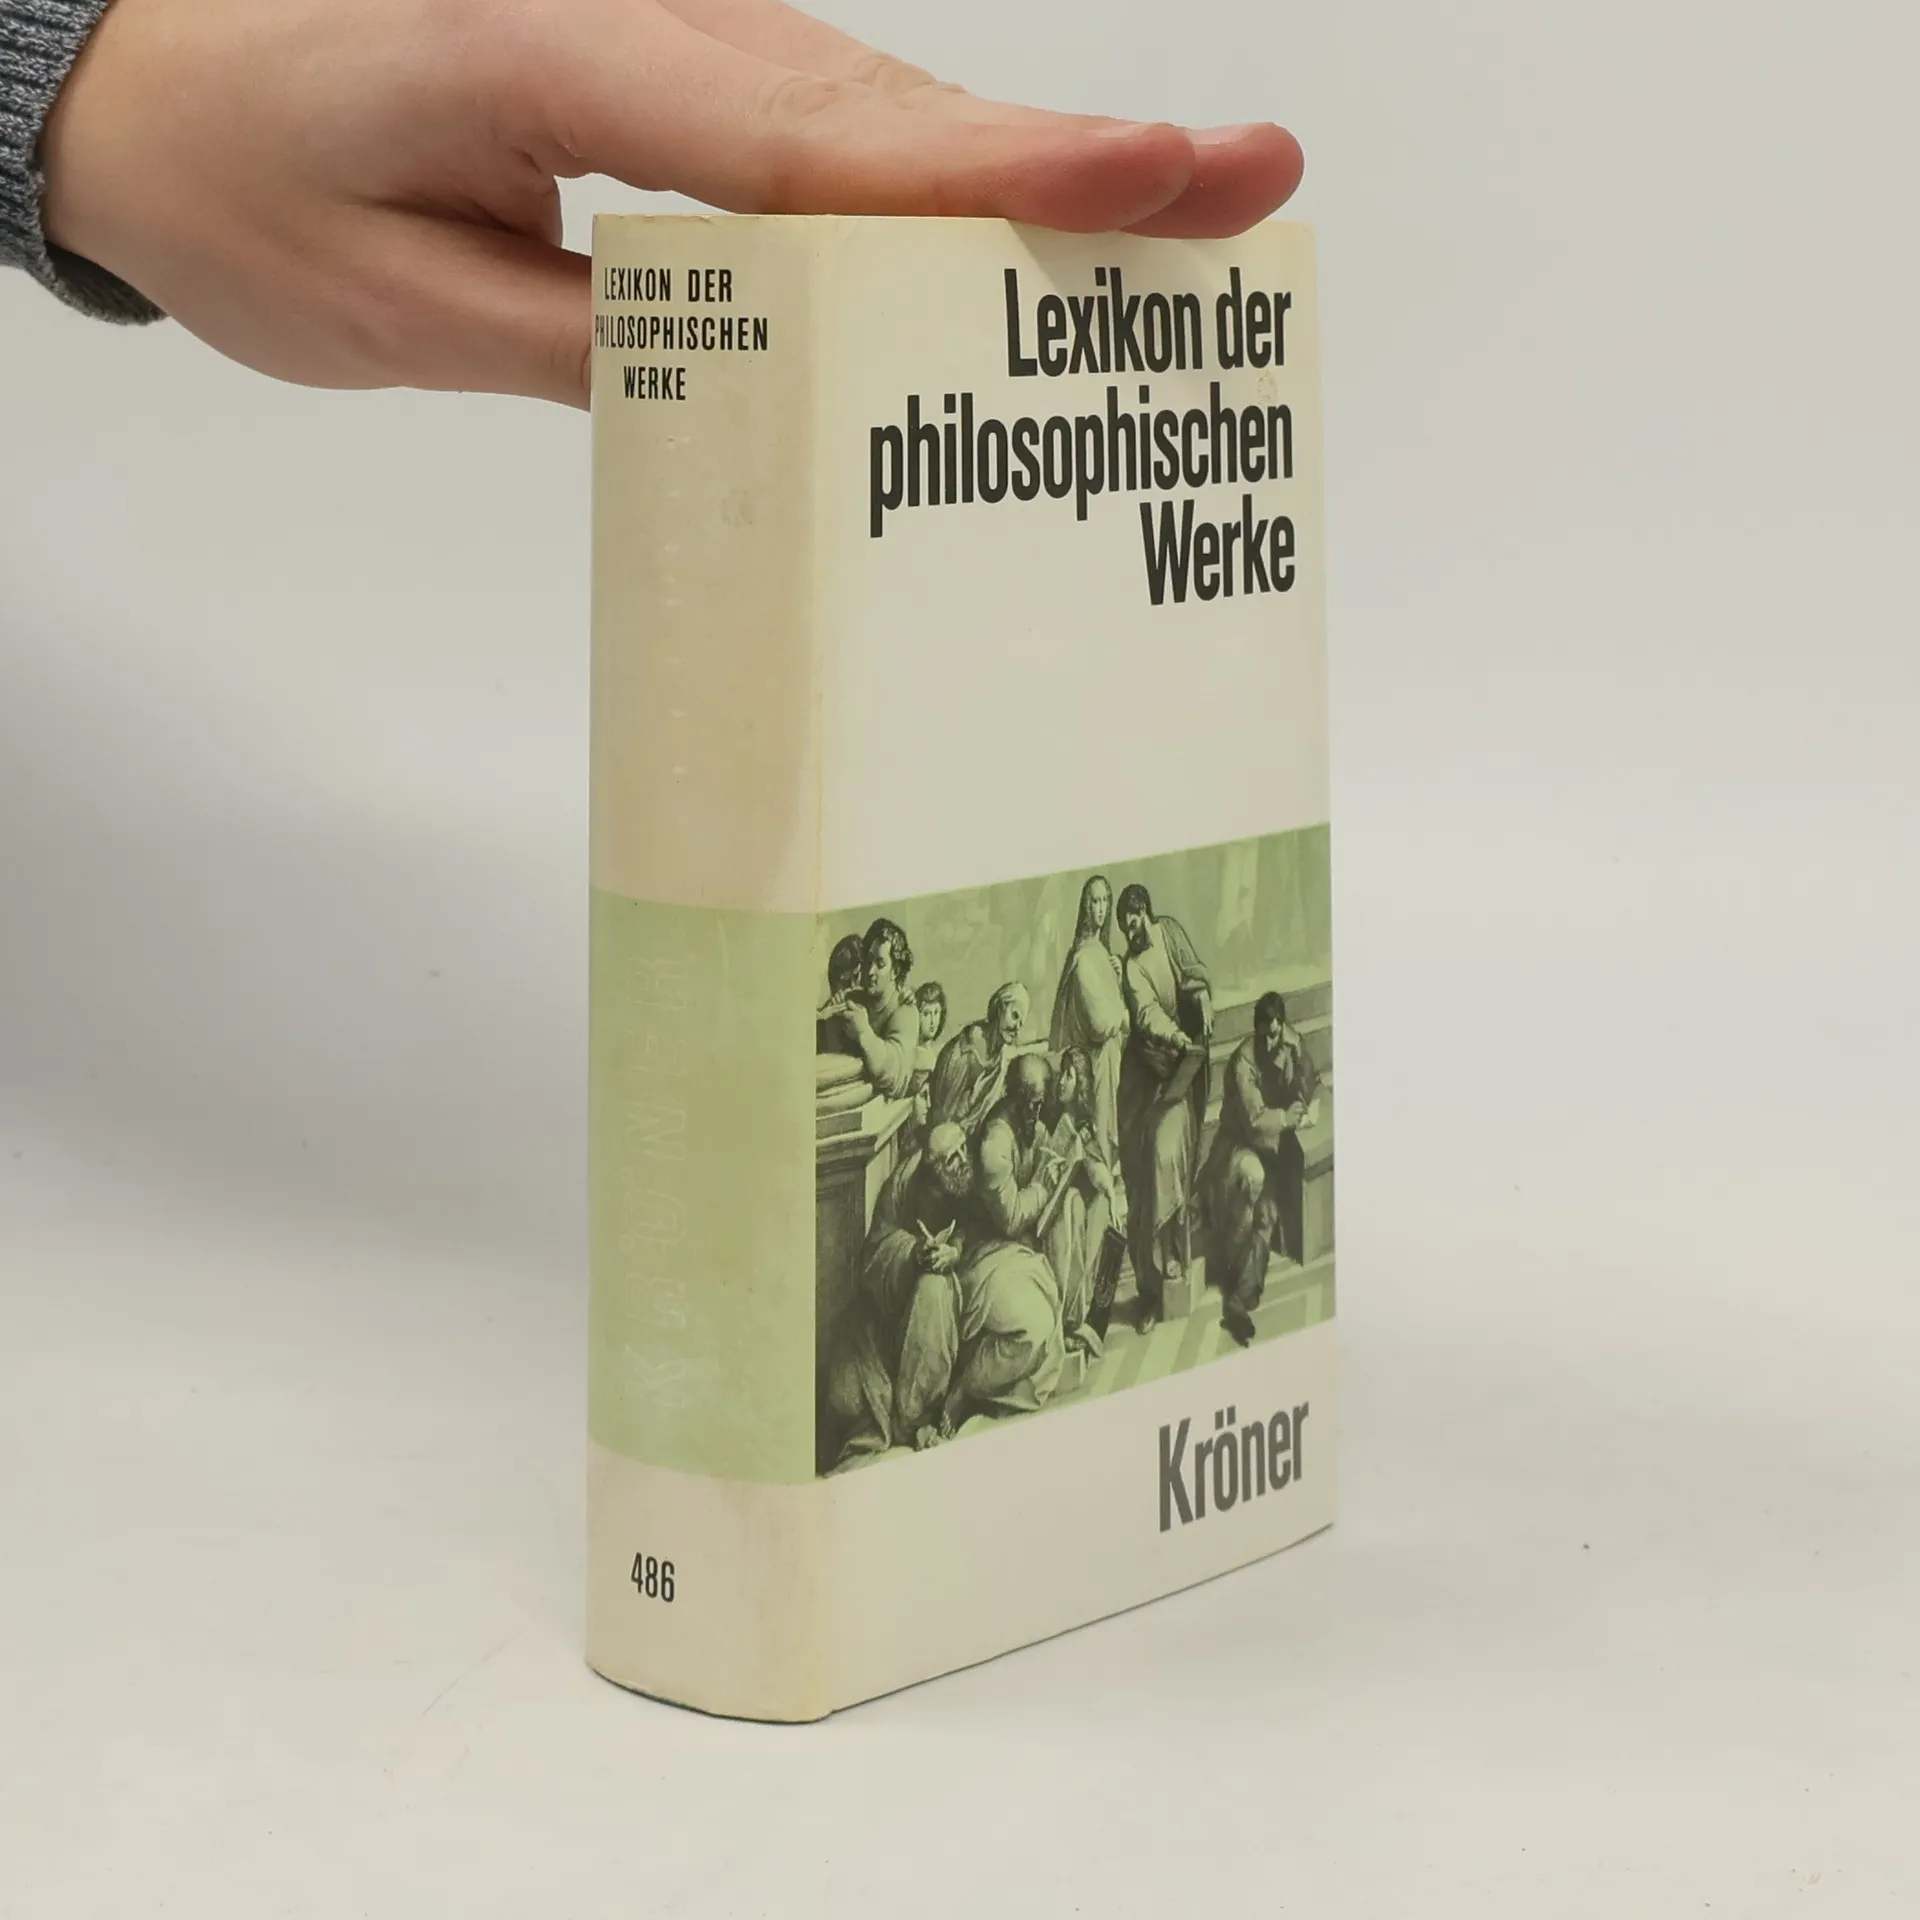 LEXIKON DER
PHILOSOPHISCHEN
WERKE
KRÖNER
486
Lexikon der
philosophischen
Werke
Kröner